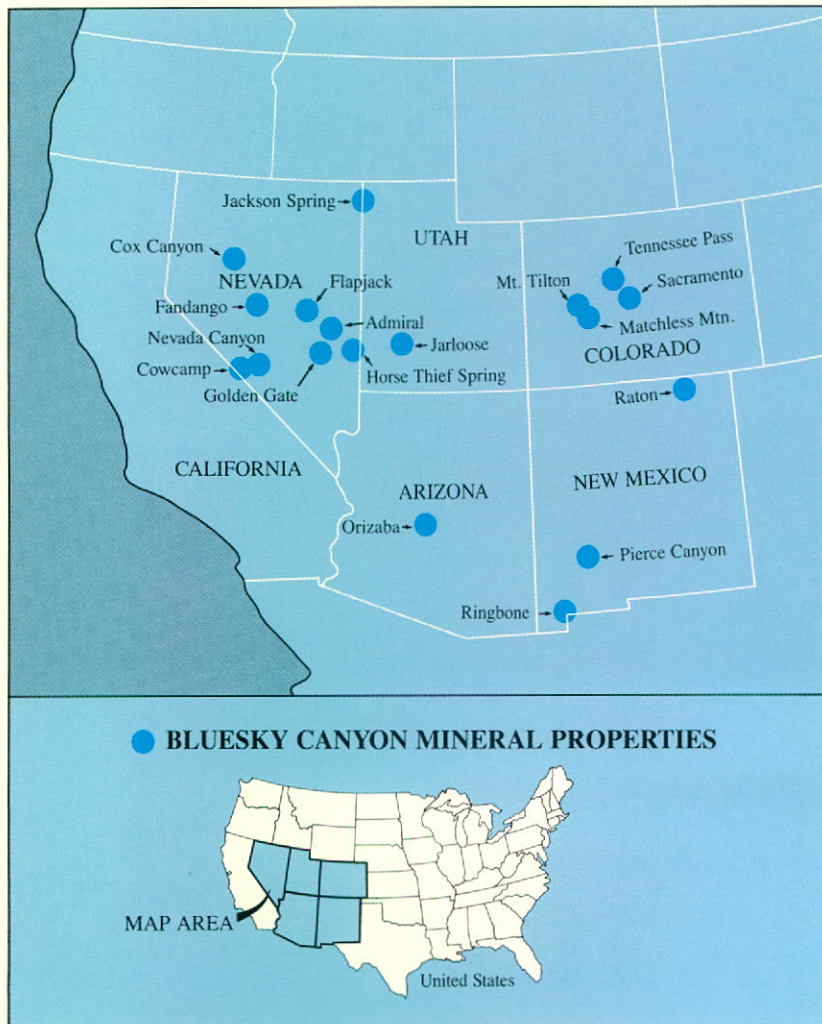 Jackson Spring
UTAH
Cox Canyon
Tennessee Pass
NEVADA
Flapjack
Mt. Tilton
Sacramento
Fandango
Admiral
Matchless Mtn.
Nevada Canyon
Jarloose
COLORADO
Cowcamp
Horse Thief Spring
Golden Gate
Raton
CALIFORNIA
NEW MEXICO
ARIZONA
Orizaba
Pierce Canyon
Ringbone
BLUESKY CANYON MINERAL PROPERTIES
MAP AREA
United States